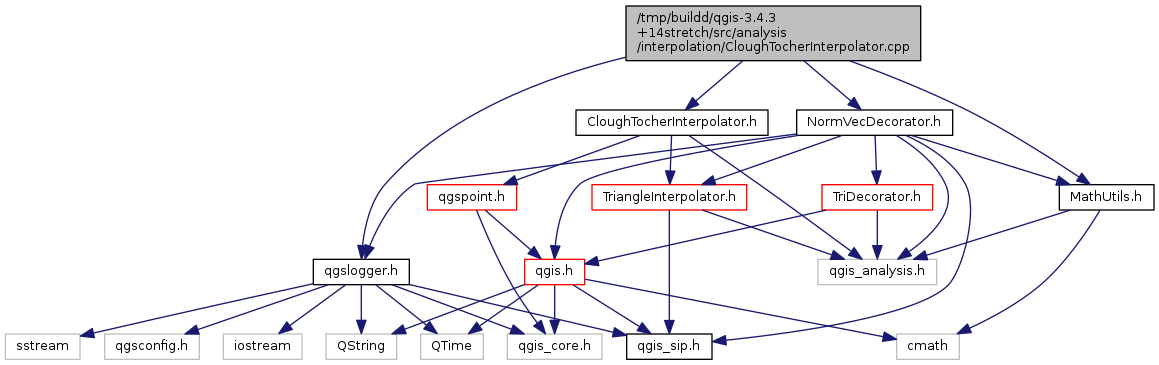 /tmp/buildd/qgis-3.4.3
+14stretch/src/analysis
/interpolation/CloughTocherInterpolator.cpp
CloughTocherInterpolator.h
NormVecDecorator.h
qgspoint.h
TriangleInterpolator.h
TriDecorator.h
MathUtils.h
qgslogger.h
qgis.h
qgis_analysis.h
sstream
qgsconfig.h
iostream
QString
QTime
qgis_core.h
qgis_sip.h
cmath